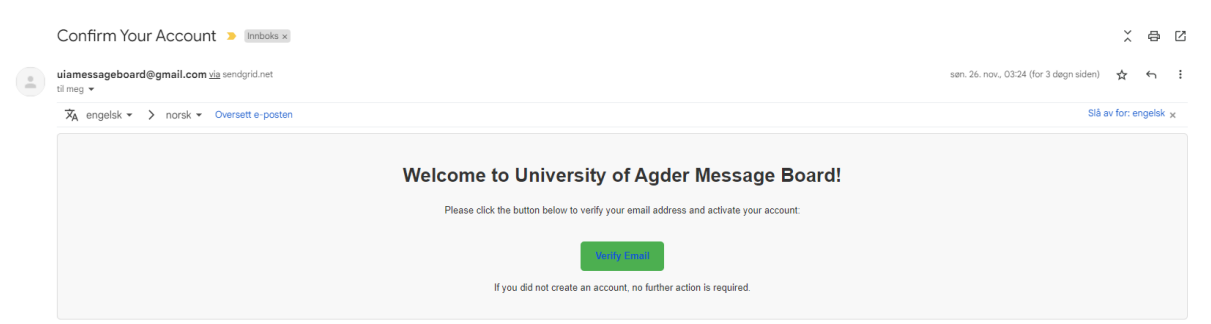 Confirm Your Account Innboks x
uiamessageboard@gmail.com via sendgrid.net
søn. 26. nov., 03:24 (for 3 døgn siden)
til meg
engelsk norsk Oversett e-posten
Slå av for: engelsk x
Welcome to University of Agder Message Board!
Please click the button below to verify your email address and activate your account:
Verify Email
If you did not create an account, no further action is required.